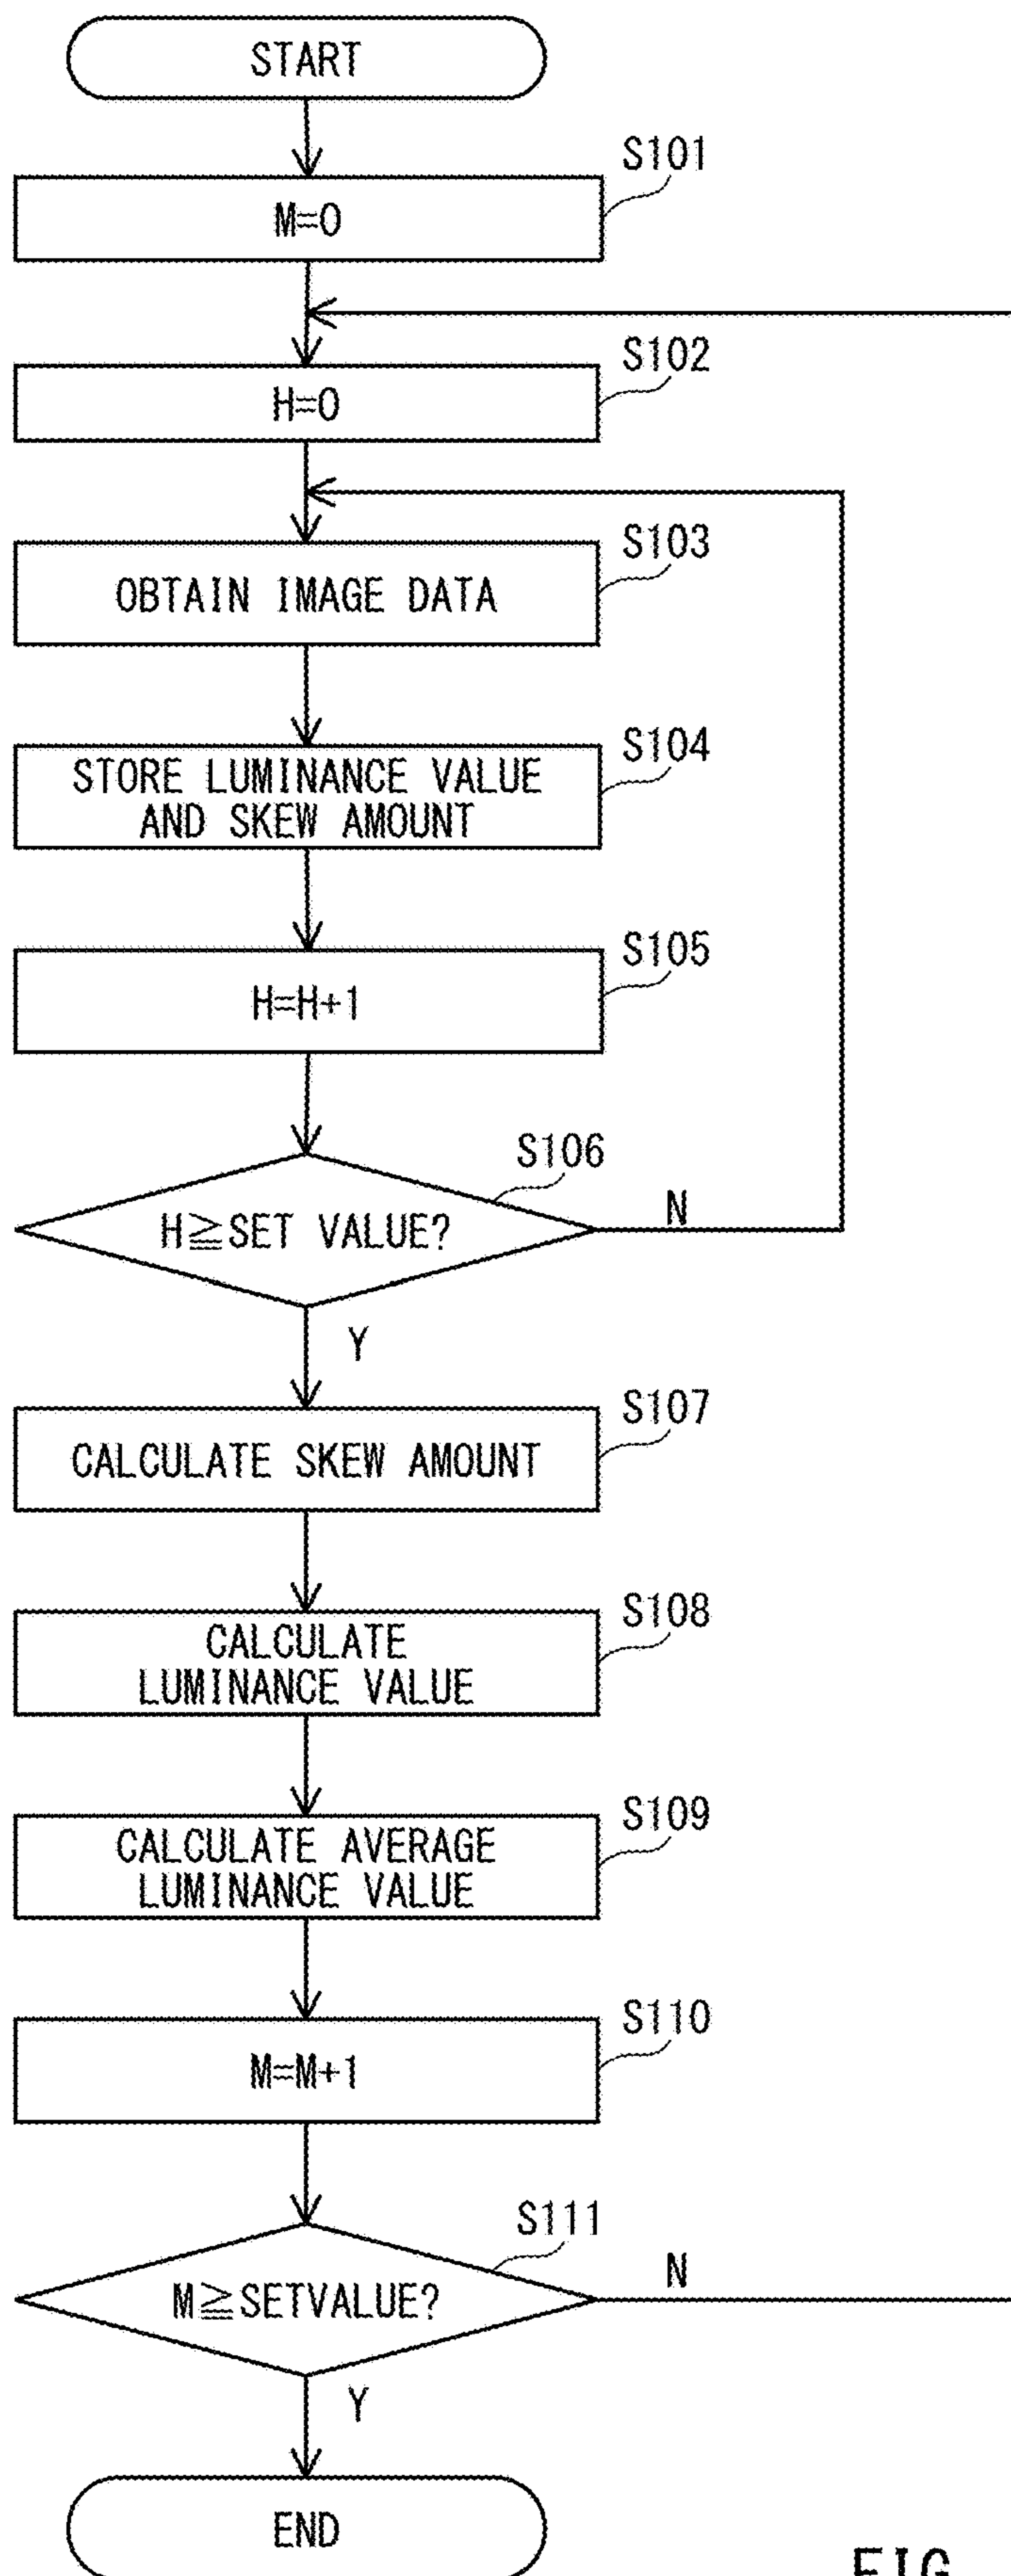 START
S101
M=0
S102
H=0
S103
OBTAIN IMAGE DATA
S104
STORE LUMINANCE VALUE
AND SKEW AMOUNT
S105
H=H+1
S106
H≧SET VALUE?
N
Y
S107
CALCULATE SKEW AMOUNT
S108
CALCULATE
LUMINANCE VALUE
S109
CALCULATE AVERAGE
LUMINANCE VALUE
S110
M=M+1
S111
M≧SETVALUE?
N
Y
END
FIG